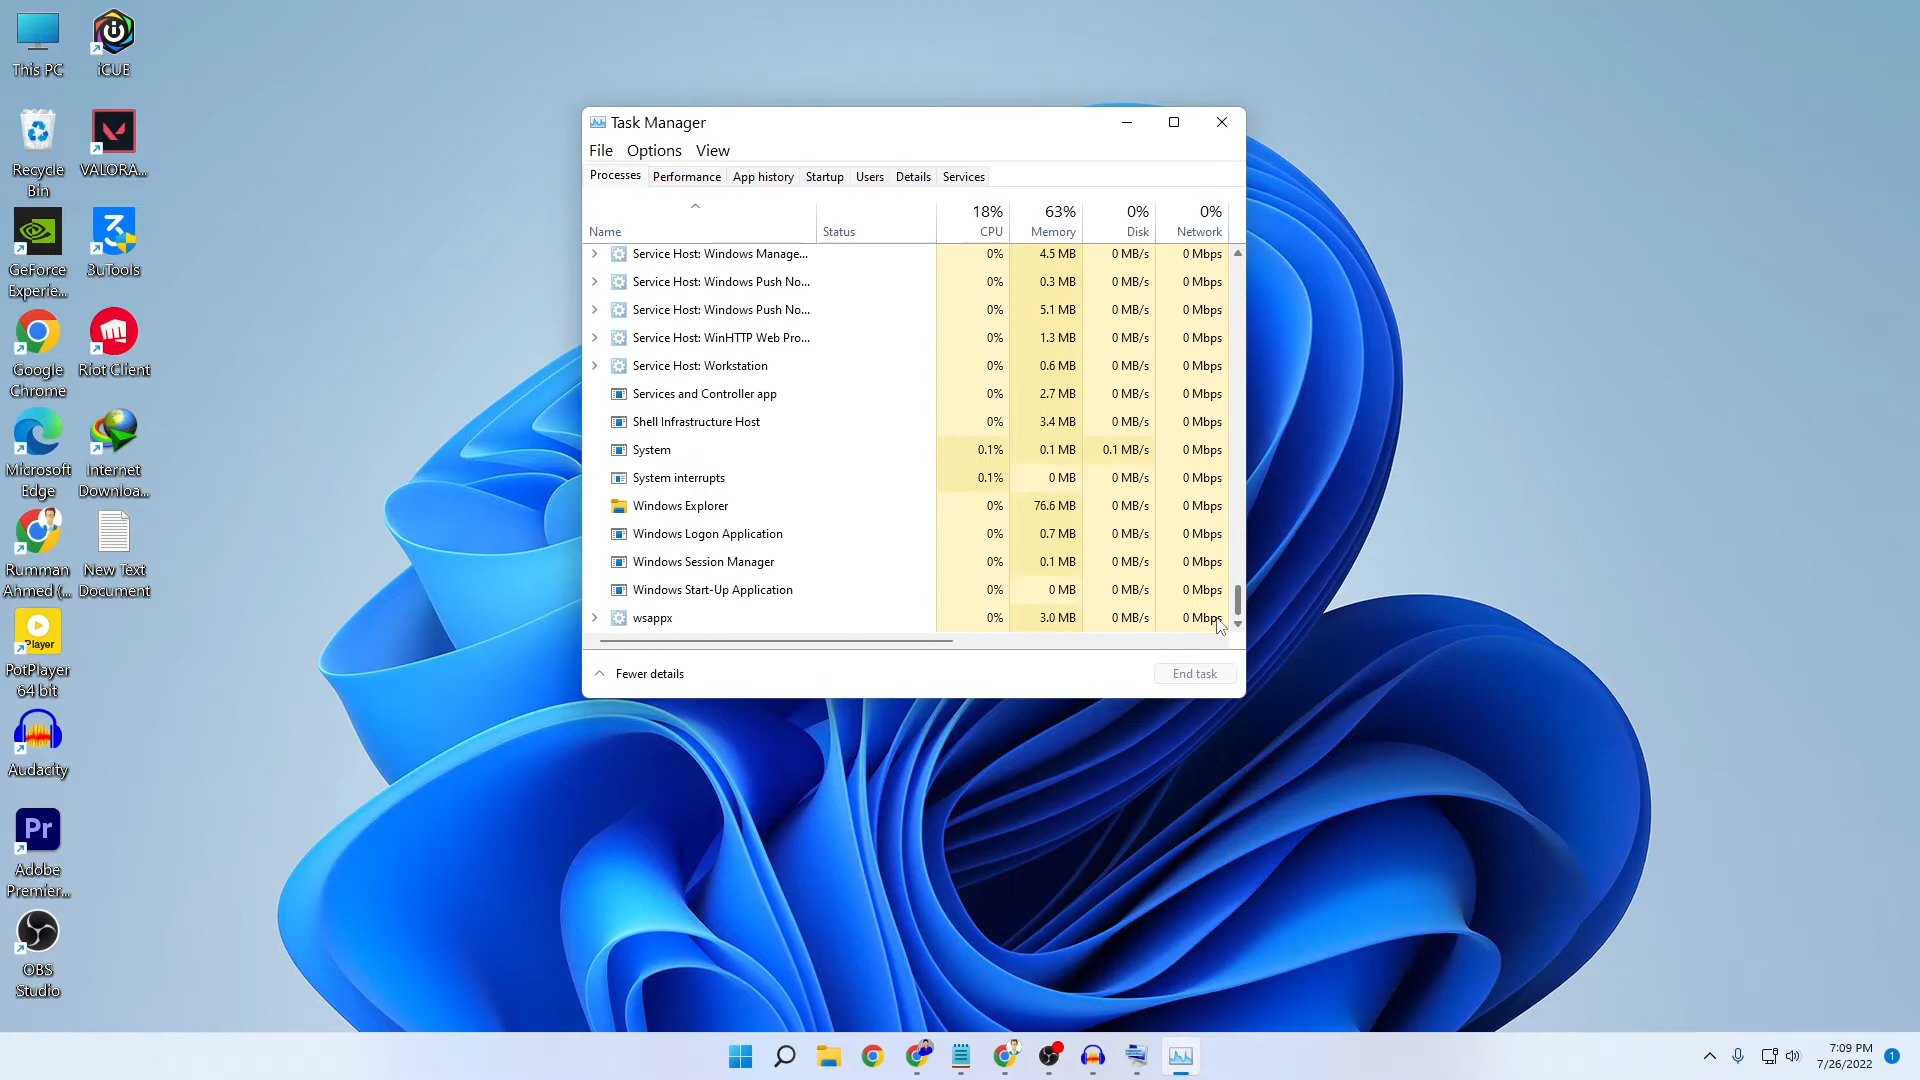 This PC
iCUE
Recycle
Bin
VALORA...
GeForce
Experie...
3uTools
Google
Chrome
Riot Client
Microsoft
Edge
Internet
Downloa...
Rumman
Ahmed (...
New Text
Document
Player
PotPlayer
64 bit
Audacity
Pr
Adobe
Premier...
OBS
Studio
Task Manager
File Options View
Processes Performance App history Startup Users Details Services
18% 63% 0% 0%
Name Status CPU Memory Disk Network
Service Host: Windows Manage... 0% 4.5 MB 0 MB/s 0 Mbps
Service Host: Windows Push No... 0% 0.3 MB 0 MB/s 0 Mbps
Service Host: Windows Push No... 0% 5.1 MB 0 MB/s 0 Mbps
Service Host: WinHTTP Web Pro... 0% 1.3 MB 0 MB/s 0 Mbps
Service Host: Workstation 0% 0.6 MB 0 MB/s 0 Mbps
Services and Controller app 0% 2.7 MB 0 MB/s 0 Mbps
Shell Infrastructure Host 0% 3.4 MB 0 MB/s 0 Mbps
System 0.1% 0.1 MB 0.1 MB/s 0 Mbps
System interrupts 0.1% 0 MB 0 MB/s 0 Mbps
Windows Explorer 0% 76.6 MB 0 MB/s 0 Mbps
Windows Logon Application 0% 0.7 MB 0 MB/s 0 Mbps
Windows Session Manager 0% 0.1 MB 0 MB/s 0 Mbps
Windows Start-Up Application 0% 0 MB 0 MB/s 0 Mbps
wsappx 0% 3.0 MB 0 MB/s 0 Mbps
Fewer details End task
7:09 PM
7/26/2022
1